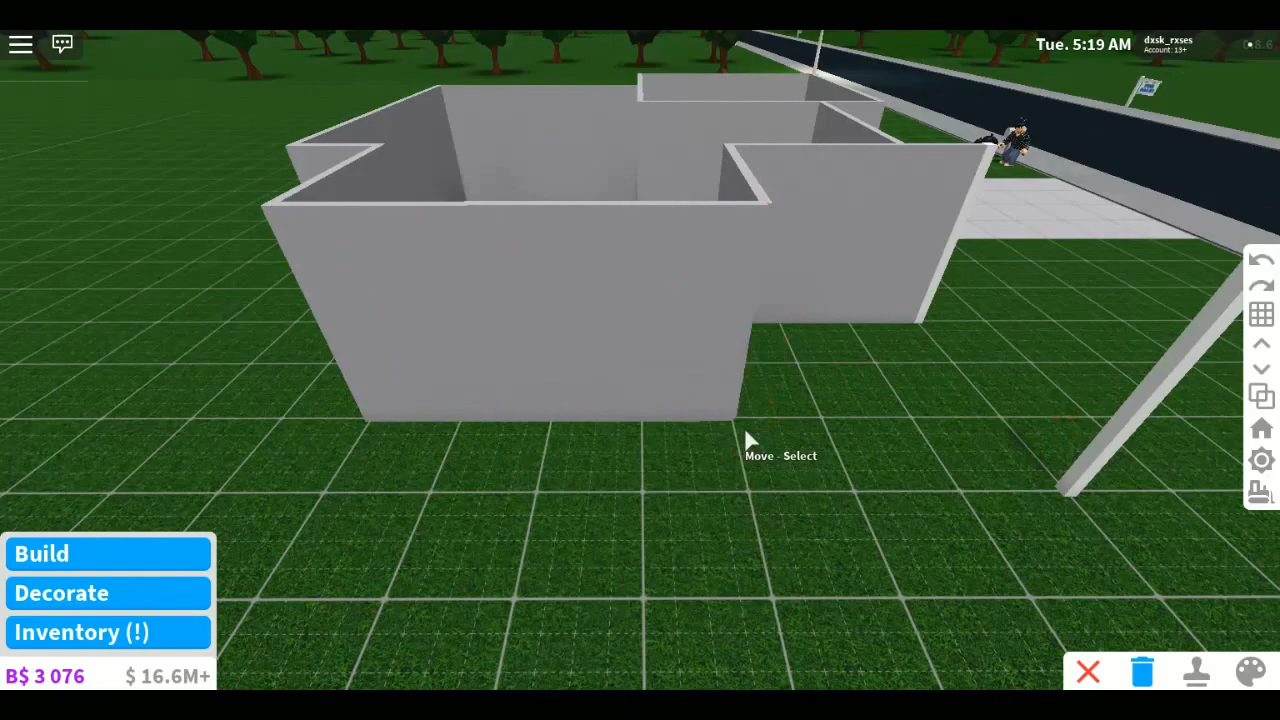 Tue. 5:19 AM
dxsk_rxses
Account: 13+
Move - Select
Build
Decorate
Inventory (!)
B$ 3 076
$ 16.6M+